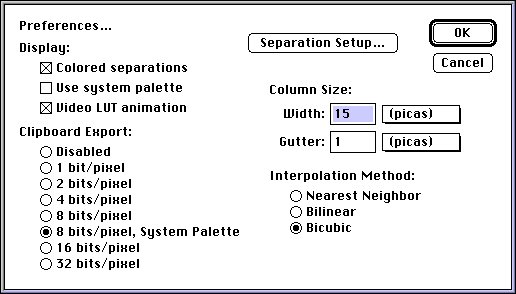 Preferences...
Display:
Colored separations
Use system palette
Video LUT animation
Clipboard Export:
Disabled
1 bit/pixel
2 bits/pixel
4 bits/pixel
8 bits/pixel
8 bits/pixel, System Palette
16 bits/pixel
32 bits/pixel
Separation Setup...
OK
Cancel
Column Size:
Width: 15 (picas)
Gutter: 1 (picas)
Interpolation Method:
Nearest Neighbor
Bilinear
Bicubic